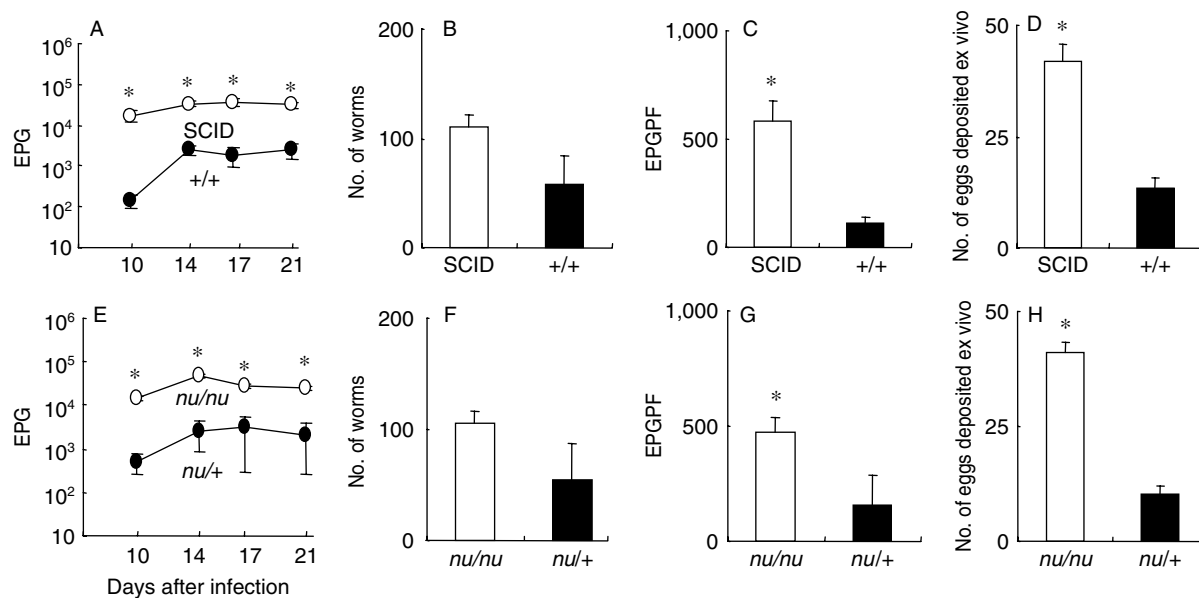 A
EPG
10⁶
10⁵
10⁴
10³
10²
10
* * * *
SCID
+/+
10 14 17 21
B
No. of worms
200
100
0
SCID +/+
C
EPGPF
1,000
500
0
*
SCID +/+
D
No. of eggs deposited ex vivo
50
25
0
*
SCID +/+
E
EPG
10⁶
10⁵
10⁴
10³
10²
10
* * * *
nu/nu
nu/+
10 14 17 21
Days after infection
F
No. of worms
200
100
0
nu/nu nu/+
G
EPGPF
1,000
500
0
*
nu/nu nu/+
H
No. of eggs deposited ex vivo
50
25
0
*
nu/nu nu/+